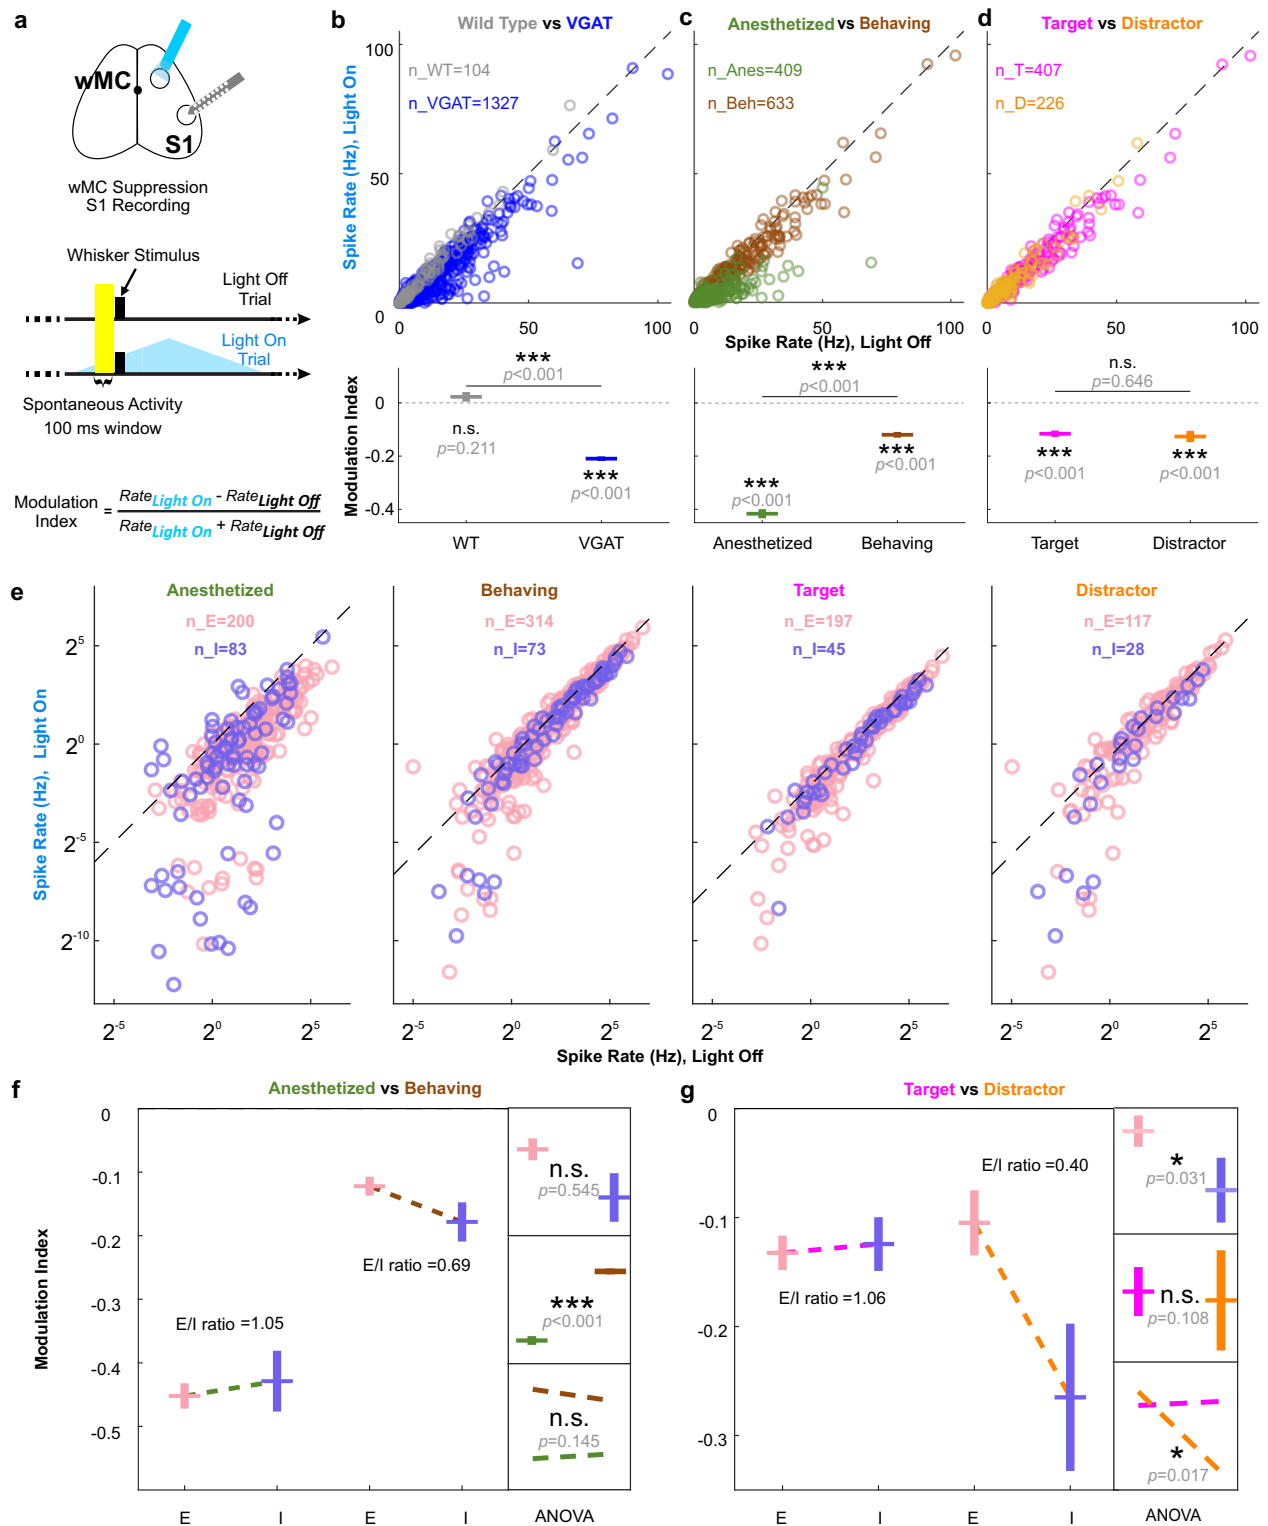 a
wMC
S1
wMC Suppression
S1 Recording
Whisker Stimulus
Light Off
Trial
Light On
Trial
Spontaneous Activity
100 ms window
Modulation
Index
=
Rate Light On - Rate Light Off
Rate Light On + Rate Light Off
b
Wild Type vs VGAT
n_WT=104
n_VGAT=1327
Spike Rate (Hz), Light On
100
50
0
0
50
100
c
Anesthetized vs Behaving
n_Anes=409
n_Beh=633
0
50
100
d
Target vs Distractor
n_T=407
n_D=226
0
50
100
Spike Rate (Hz), Light Off
Modulation Index
0
-0.2
-0.4
***
p<0.001
n.s.
p=0.211
***
p<0.001
WT
VGAT
***
p<0.001
***
p<0.001
***
p<0.001
Anesthetized
Behaving
n.s.
p=0.646
***
p<0.001
***
p<0.001
Target
Distractor
e
Anesthetized
n_E=200
n_I=83
Behaving
n_E=314
n_I=73
Target
n_E=197
n_I=45
Distractor
n_E=117
n_I=28
Spike Rate (Hz), Light On
2^5
2^0
2^-5
2^-10
2^-5
2^0
2^5
2^-5
2^0
2^5
2^-5
2^0
2^5
2^-5
2^0
2^5
Spike Rate (Hz), Light Off
f
Anesthetized vs Behaving
Modulation Index
0
-0.1
-0.2
-0.3
-0.4
-0.5
E/I ratio =1.05
E/I ratio =0.69
E
I
E
I
n.s.
p=0.545
***
p<0.001
n.s.
p=0.145
ANOVA
g
Target vs Distractor
0
-0.1
-0.2
-0.3
E/I ratio =1.06
E/I ratio =0.40
E
I
E
I
*
p=0.031
n.s.
p=0.108
*
p=0.017
ANOVA